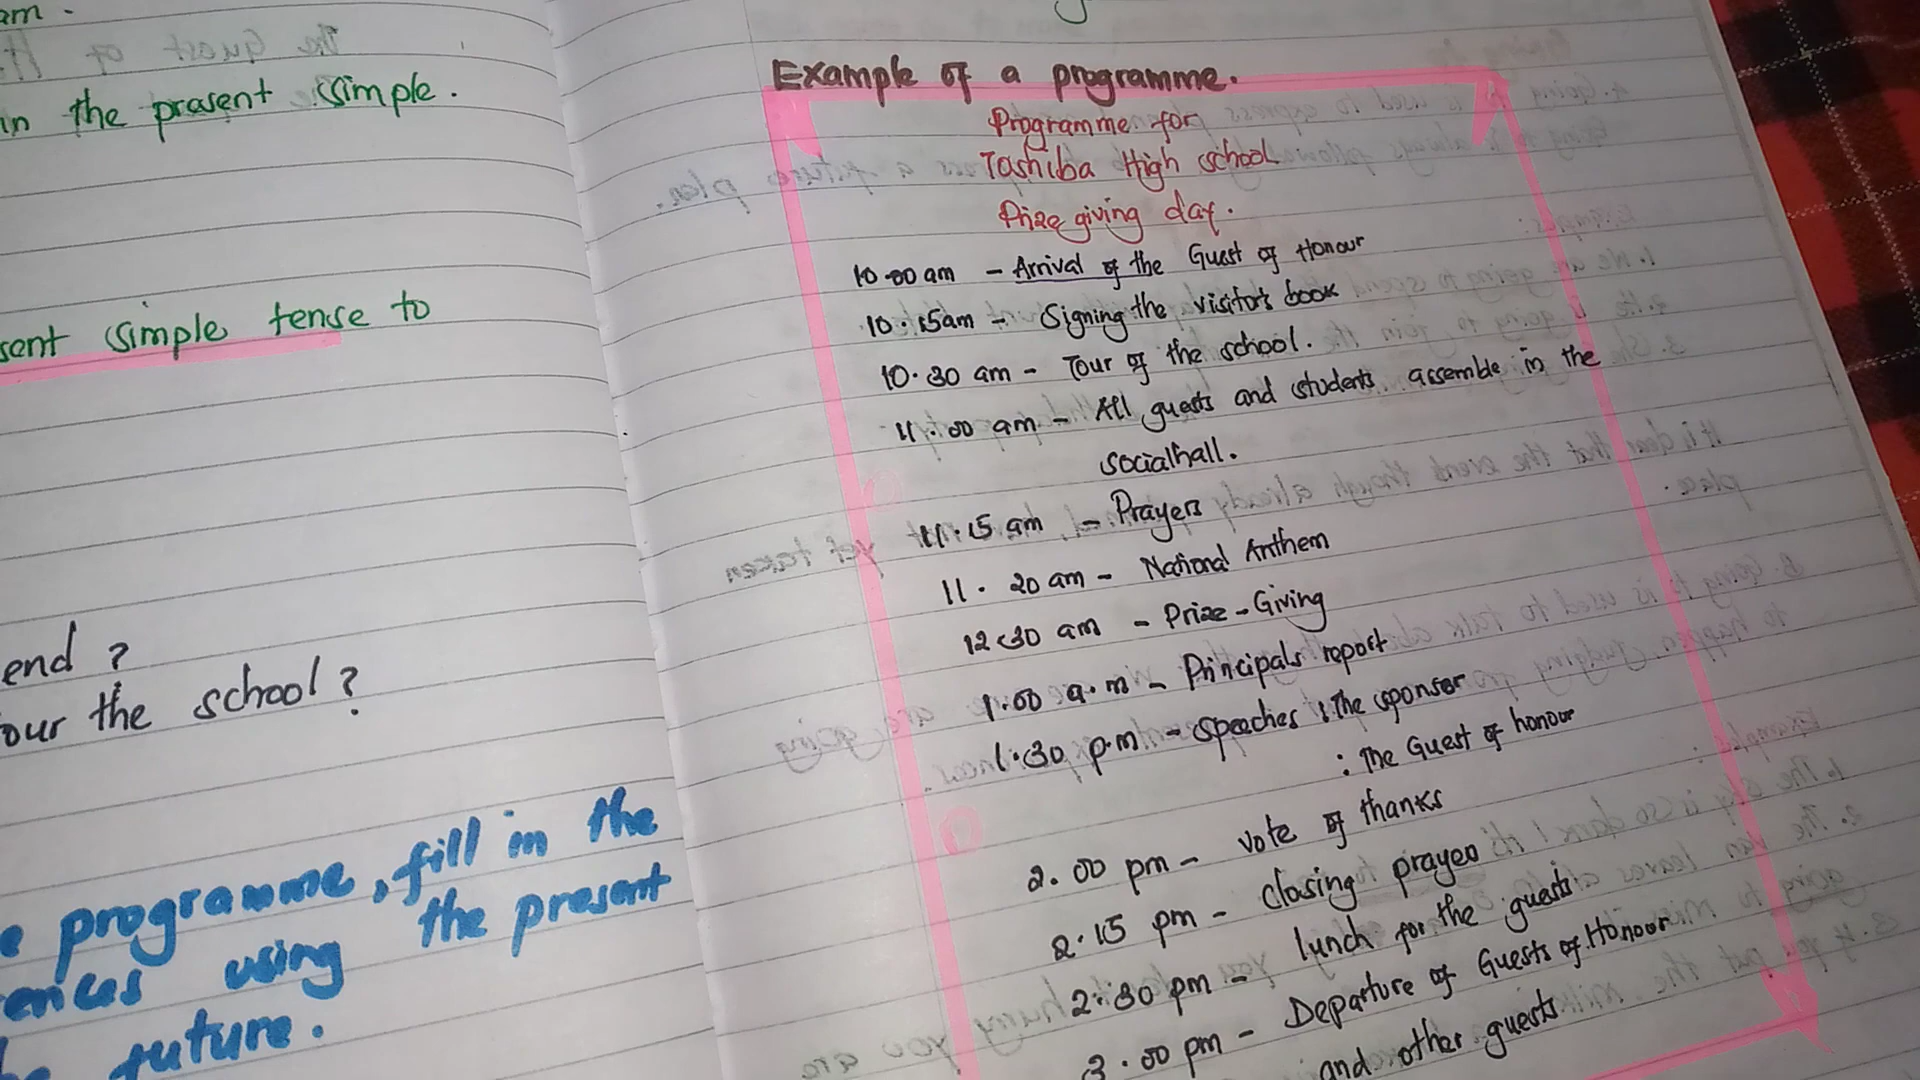 am.
in the present simple.
sent simple tense to
end ?
our the school ?
e programme, fill in the
ences using the present
future.
Example of a programme.
Programme for
Toshiba High school
Prize giving day.
10.00 am - Arrival of the Guest of Honour
10.15am - Signing the visitors book
10.30 am - Tour of the school.
11.00 am - All guests and students assemble in the
socialhall.
11.15 am - Prayers
11.20 am - National Anthem
12.30 am - Prize-Giving
1.00 a.m - Principals report
1.30 p.m - speeches : The sponser
: The Guest of honour
2.00 pm - vote of thanks
2.15 pm - closing prayer
2.30 pm - lunch for the guests
3.00 pm - Departure of Guests of Honour
and other guests